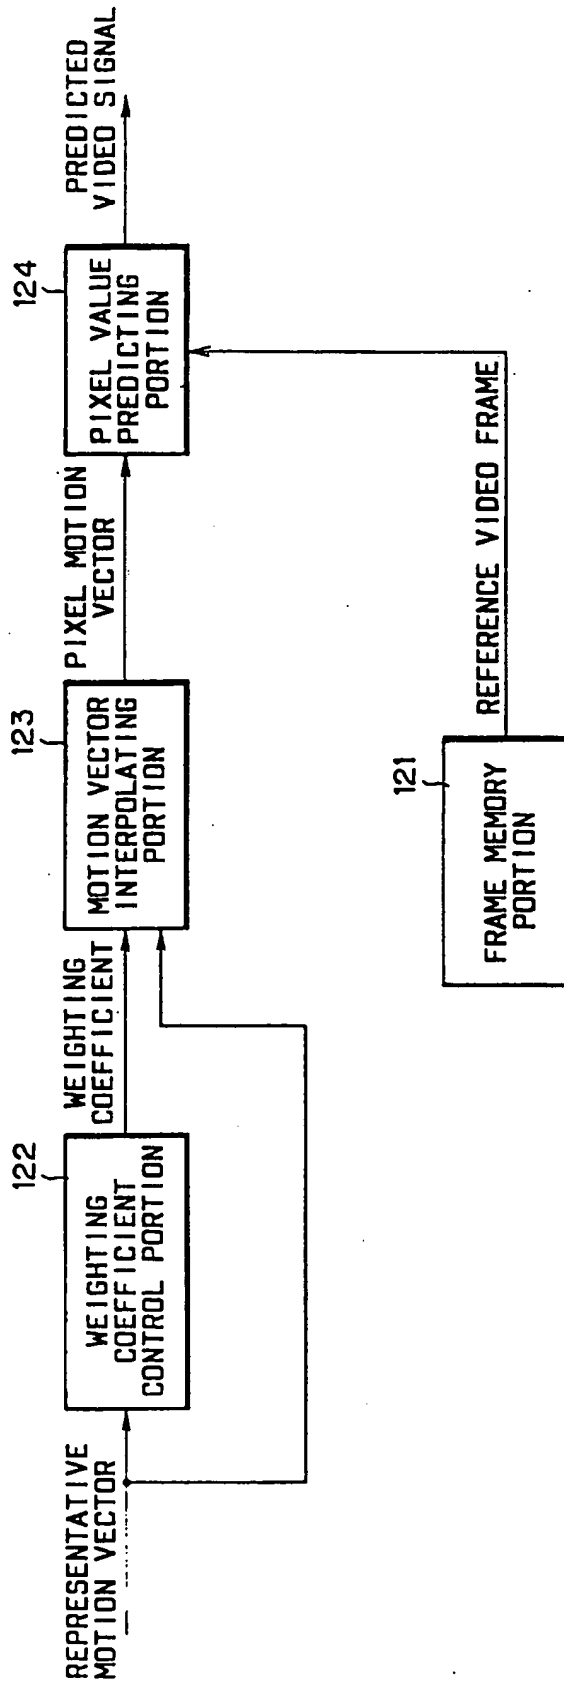 REPRESENTATIVE
MOTION VECTOR
122
WEIGHTING
COEFFICIENT
CONTROL PORTION
WEIGHTING
COEFFICIENT
123
MOTION VECTOR
INTERPOLATING
PORTION
PIXEL MOTION
VECTOR
124
PIXEL VALUE
PREDICTING
PORTION
PREDICTED
VIDEO SIGNAL
121
FRAME MEMORY
PORTION
REFERENCE VIDEO FRAME